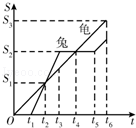 S
S₃
龟
兔
S₂
S₁
O
t₁ t₂ t₃ t₄ t₅ t₆ t